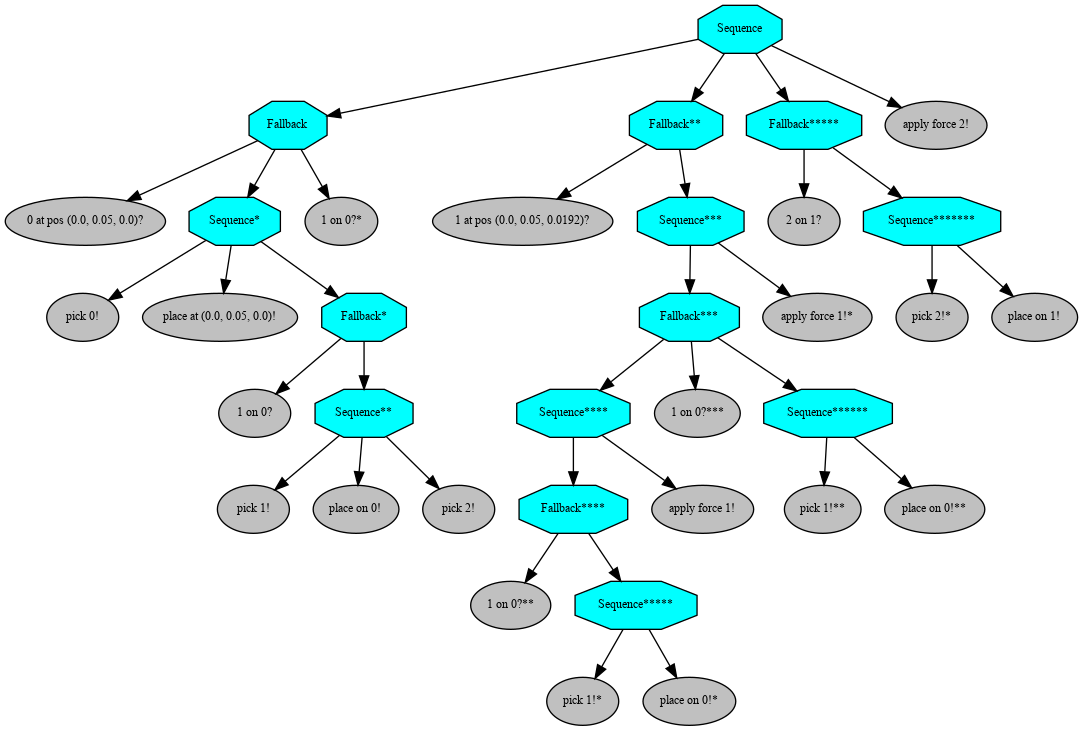 Sequence
Fallback
Fallback**
Fallback*****
apply force 2!
0 at pos (0.0, 0.05, 0.0)?
Sequence*
1 on 0?*
1 at pos (0.0, 0.05, 0.0192)?
Sequence***
2 on 1?
Sequence*******
pick 0!
place at (0.0, 0.05, 0.0)!
Fallback*
Fallback***
apply force 1!*
pick 2!*
place on 1!
1 on 0?
Sequence**
Sequence****
1 on 0?***
Sequence******
pick 1!
place on 0!
pick 2!
Fallback****
apply force 1!
pick 1!**
place on 0!**
1 on 0?**
Sequence*****
pick 1!*
place on 0!*